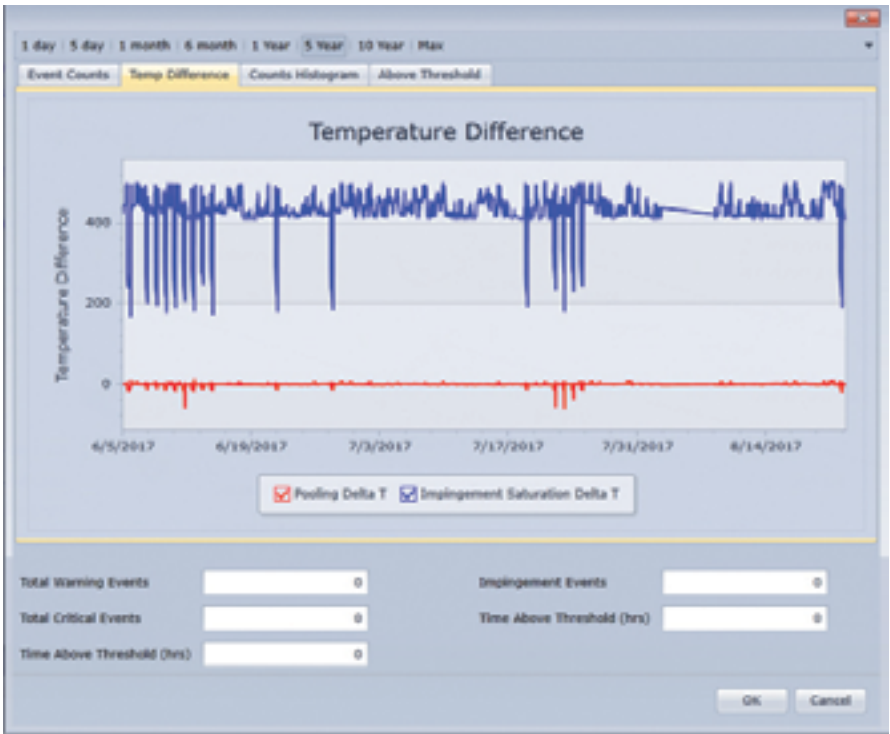 1 day 5 day 1 month 6 month 1 Year 5 Year 10 Year Max
Event Counts Temp Difference Counts Histogram Above Threshold
Temperature Difference
Temperature Difference
400
200
0
6/5/2017 6/19/2017 7/3/2017 7/17/2017 7/31/2017 8/14/2017
Pooling Delta T Impingement Saturation Delta T
Total Warning Events 0 Impingement Events 0
Total Critical Events 0 Time Above Threshold (hrs) 0
Time Above Threshold (hrs) 0
OK Cancel